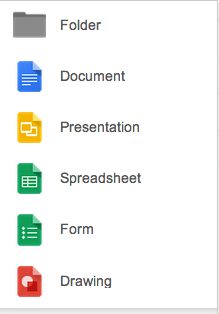 Folder
Document
Presentation
Spreadsheet
Form
Drawing